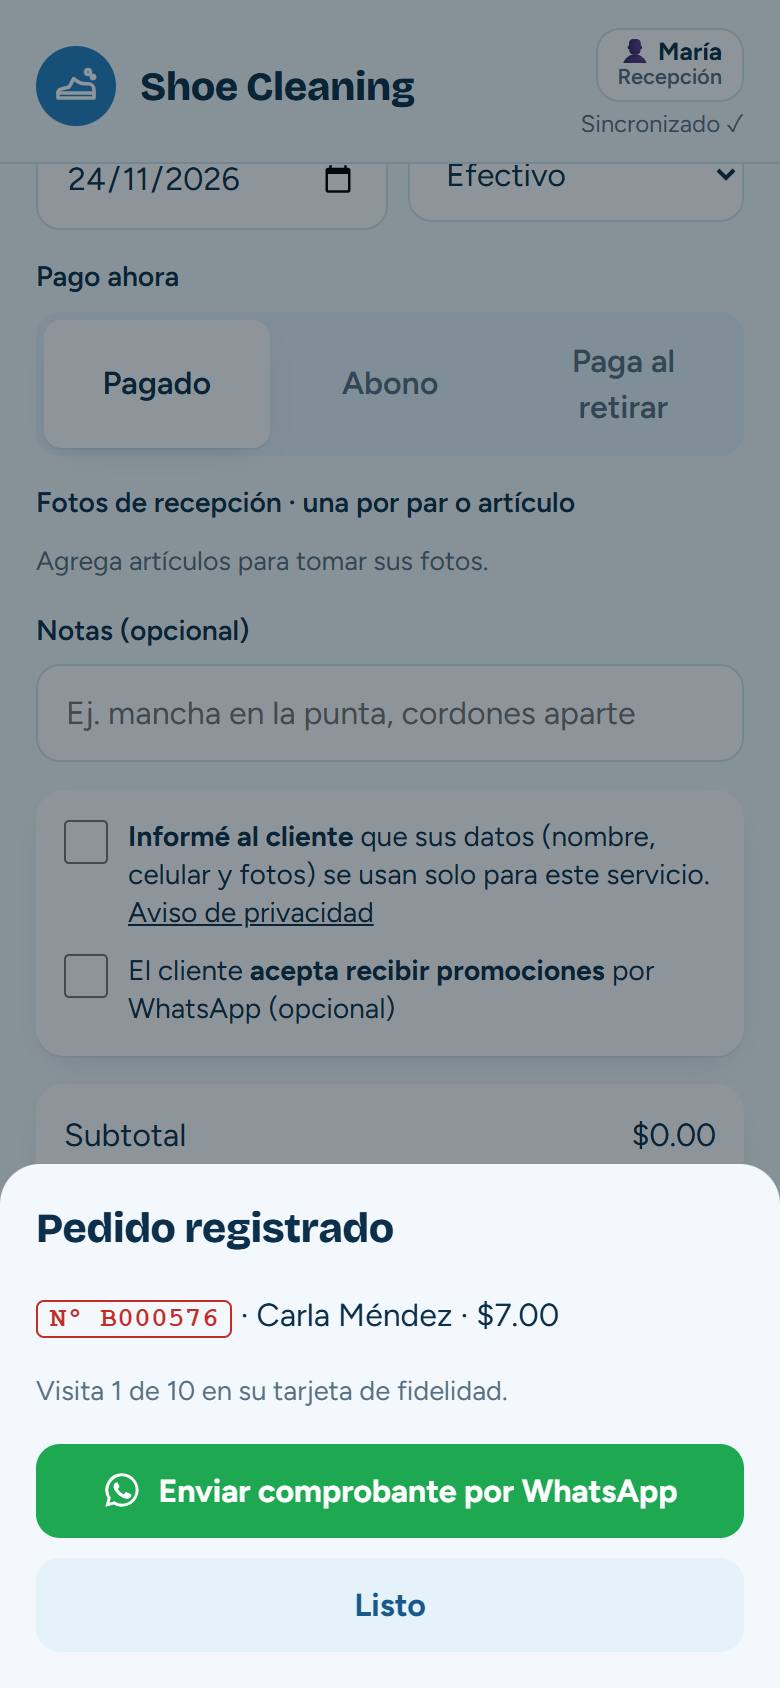 Shoe Cleaning
👤 María
Recepción
Sincronizado ✓
24/11/2026
Efectivo
Pago ahora
Pagado
Abono
Paga al
retirar
Fotos de recepción · una por par o artículo
Agrega artículos para tomar sus fotos.
Notas (opcional)
Ej. mancha en la punta, cordones aparte
Informé al cliente que sus datos (nombre,
celular y fotos) se usan solo para este servicio.
Aviso de privacidad
El cliente acepta recibir promociones por
WhatsApp (opcional)
Subtotal $0.00
Pedido registrado
N° B000576 · Carla Méndez · $7.00
Visita 1 de 10 en su tarjeta de fidelidad.
Enviar comprobante por WhatsApp
Listo